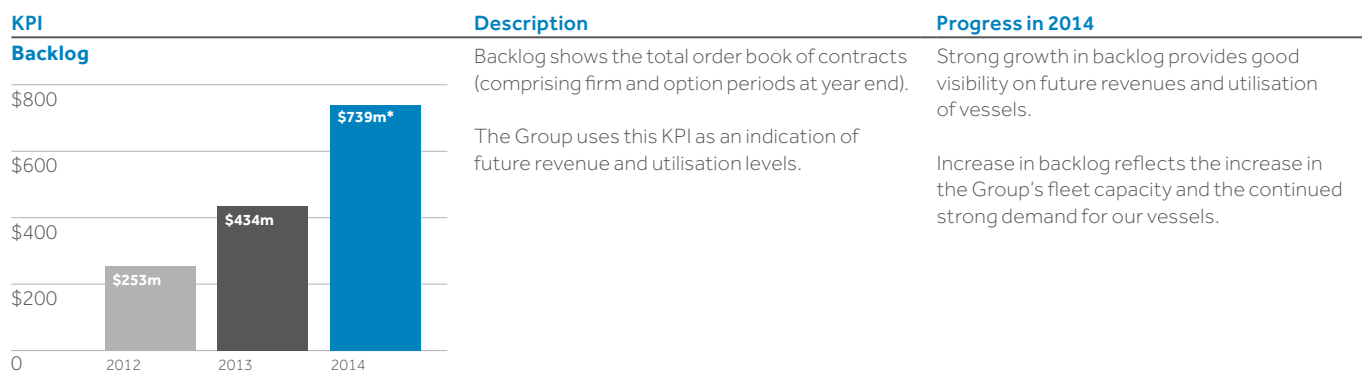 KPI
Backlog
$800
$600
$400
$200
0
$253m
$434m
$739m*
2012
2013
2014
Description
Backlog shows the total order book of contracts
(comprising firm and option periods at year end).
The Group uses this KPI as an indication of
future revenue and utilisation levels.
Progress in 2014
Strong growth in backlog provides good
visibility on future revenues and utilisation
of vessels.
Increase in backlog reflects the increase in
the Group's fleet capacity and the continued
strong demand for our vessels.